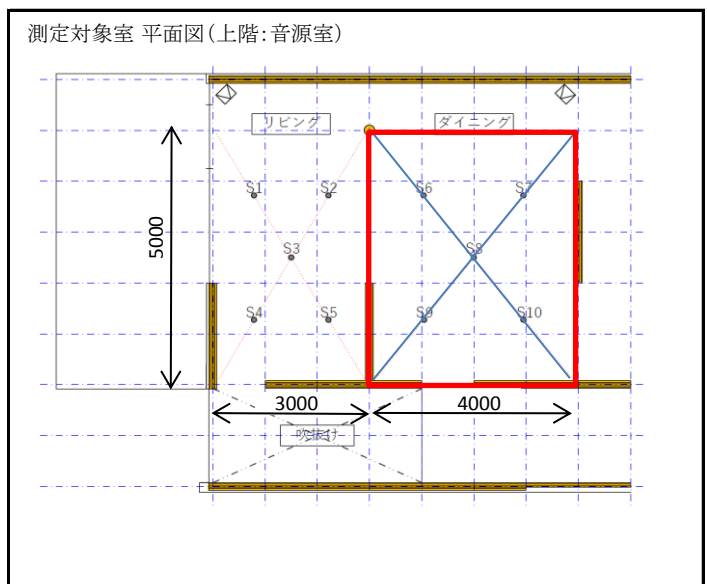 測定対象室 平面図(上階:音源室)
リビング
ダイニング
S1
S2
S6
S7
5000
S3
S8
S4
S5
S9
S10
3000
4000
吹抜け